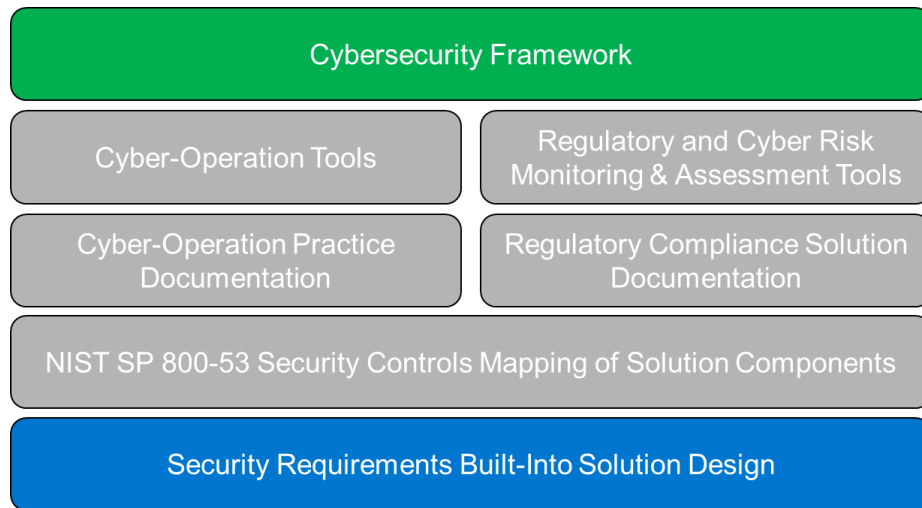 Cybersecurity Framework
Cyber-Operation Tools
Regulatory and Cyber Risk
Monitoring & Assessment Tools
Cyber-Operation Practice
Documentation
Regulatory Compliance Solution
Documentation
NIST SP 800-53 Security Controls Mapping of Solution Components
Security Requirements Built-Into Solution Design